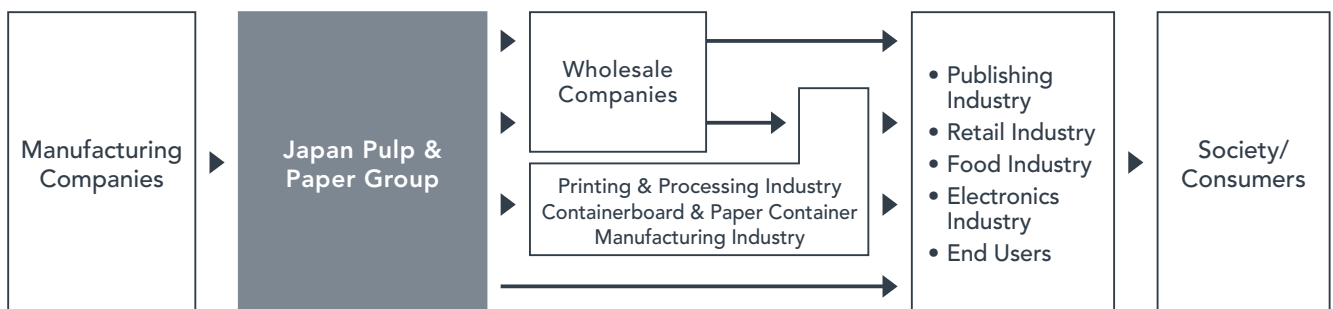 Manufacturing
Companies
Japan Pulp &
Paper Group
Wholesale
Companies
Printing & Processing Industry
Containerboard & Paper Container
Manufacturing Industry
• Publishing
Industry
• Retail Industry
• Food Industry
• Electronics
Industry
• End Users
Society/
Consumers